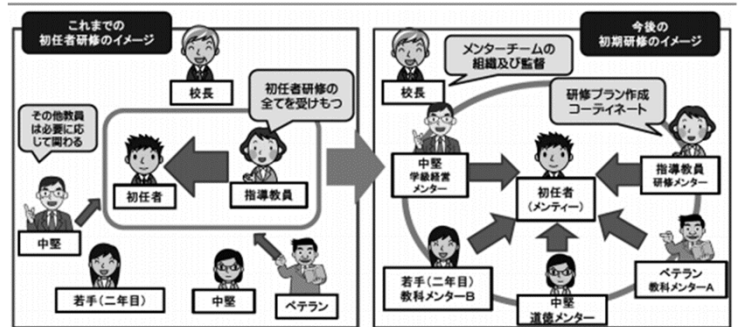 これまでの
初任者研修のイメージ
校長
初任者研修の
全てを受けもつ
その他教員
は必要に応
じて関わる
初任者
指導教員
中堅
若手（二年目）
中堅
ベテラン
今後の
初期研修のイメージ
メンターチームの
組織及び監督
校長
研修プラン作成
コーディネート
中堅
学級経営
メンター
初任者
（メンティー）
指導教員
研修メンター
若手（二年目）
教科メンターB
中堅
道徳メンター
ベテラン
教科メンターA